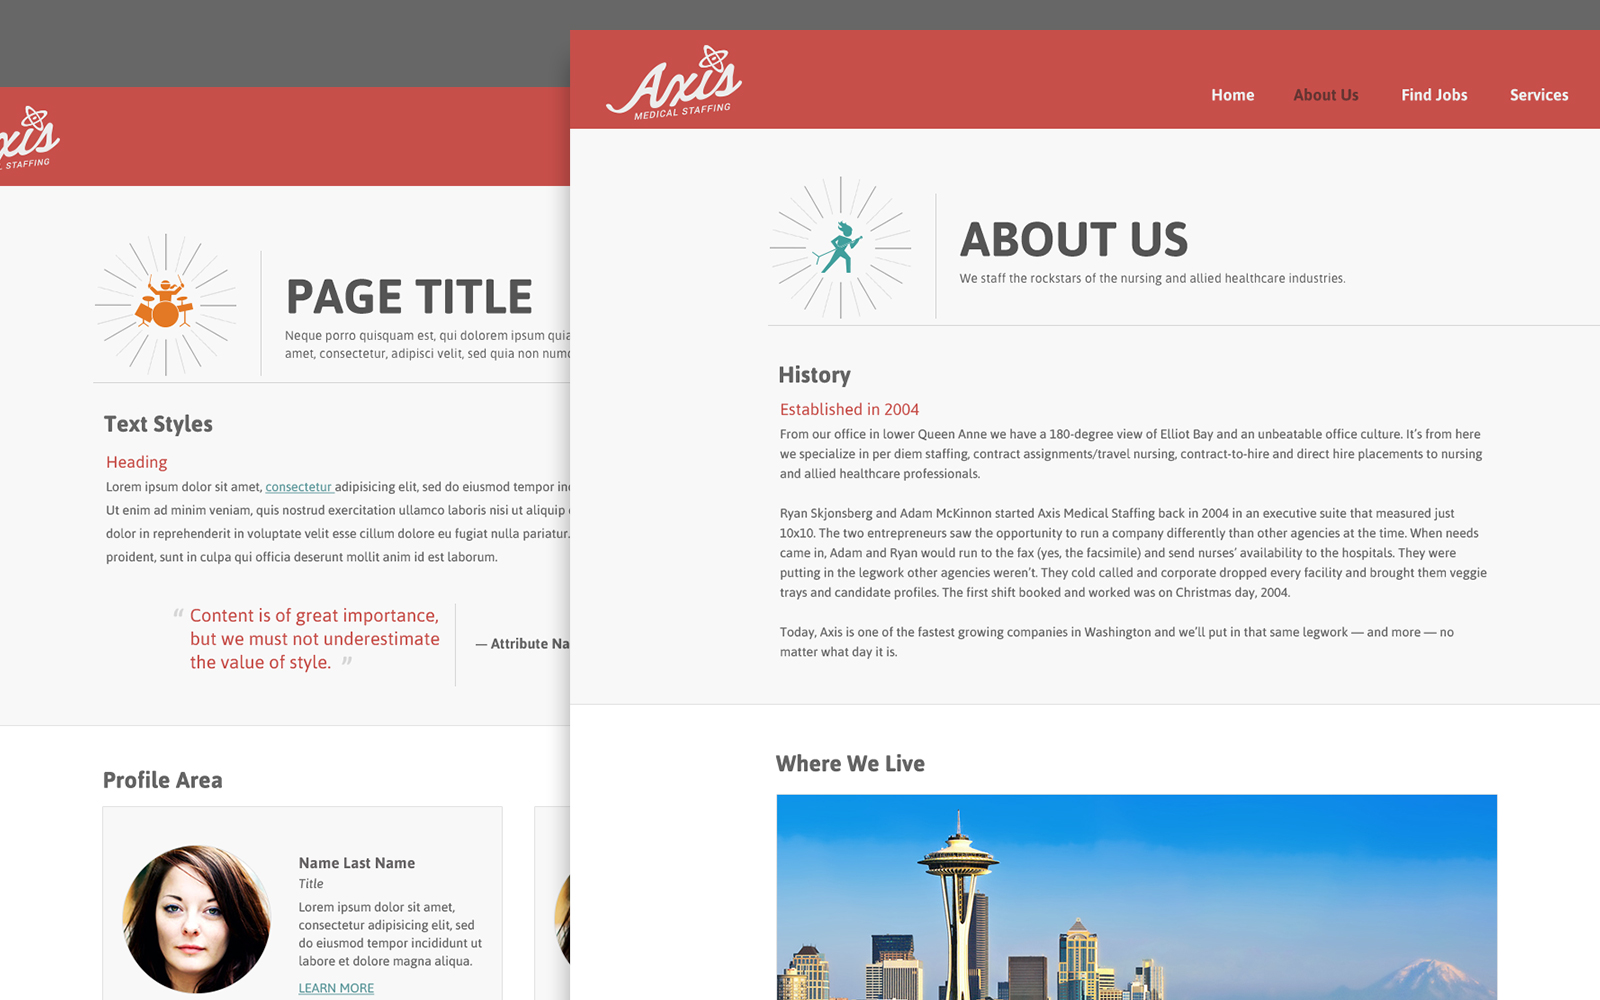 xis
L STAFFING
PAGE TITLE
Neque porro quisquam est, qui dolorem ipsum quia
amet, consectetur, adipisci velit, sed quia non
Text Styles
Heading
Lorem ipsum dolor sit amet, consectetur adipisicing elit, sed do eiusmod tempor
Ut enim ad minim veniam, quis nostrud exercitation ullamco laboris nisi ut aliquip
dolor in reprehenderit in voluptate velit esse cillum dolore eu fugiat nulla pariatur.
proident, sunt in culpa qui officia deserunt mollit anim id est laborum.
“ Content is of great importance,
but we must not underestimate
the value of style. ”
— Attribute Na
Profile Area
Name Last Name
Title
Lorem ipsum dolor sit amet,
consectetur adipisicing elit, sed
do eiusmod tempor incididunt ut
labore et dolore magna aliqua.
LEARN MORE
Axis
MEDICAL STAFFING
Home About Us Find Jobs Services
ABOUT US
We staff the rockstars of the nursing and allied healthcare industries.
History
Established in 2004
From our office in lower Queen Anne we have a 180-degree view of Elliot Bay and an unbeatable office culture. It’s from here
we specialize in per diem staffing, contract assignments/travel nursing, contract-to-hire and direct hire placements to nursing
and allied healthcare professionals.
Ryan Skjonsberg and Adam McKinnon started Axis Medical Staffing back in 2004 in an executive suite that measured just
10x10. The two entrepreneurs saw the opportunity to run a company differently than other agencies at the time. When needs
came in, Adam and Ryan would run to the fax (yes, the facsimile) and send nurses’ availability to the hospitals. They were
putting in the legwork other agencies weren’t. They cold called and corporate dropped every facility and brought them veggie
trays and candidate profiles. The first shift booked and worked was on Christmas day, 2004.
Today, Axis is one of the fastest growing companies in Washington and we’ll put in that same legwork — and more — no
matter what day it is.
Where We Live